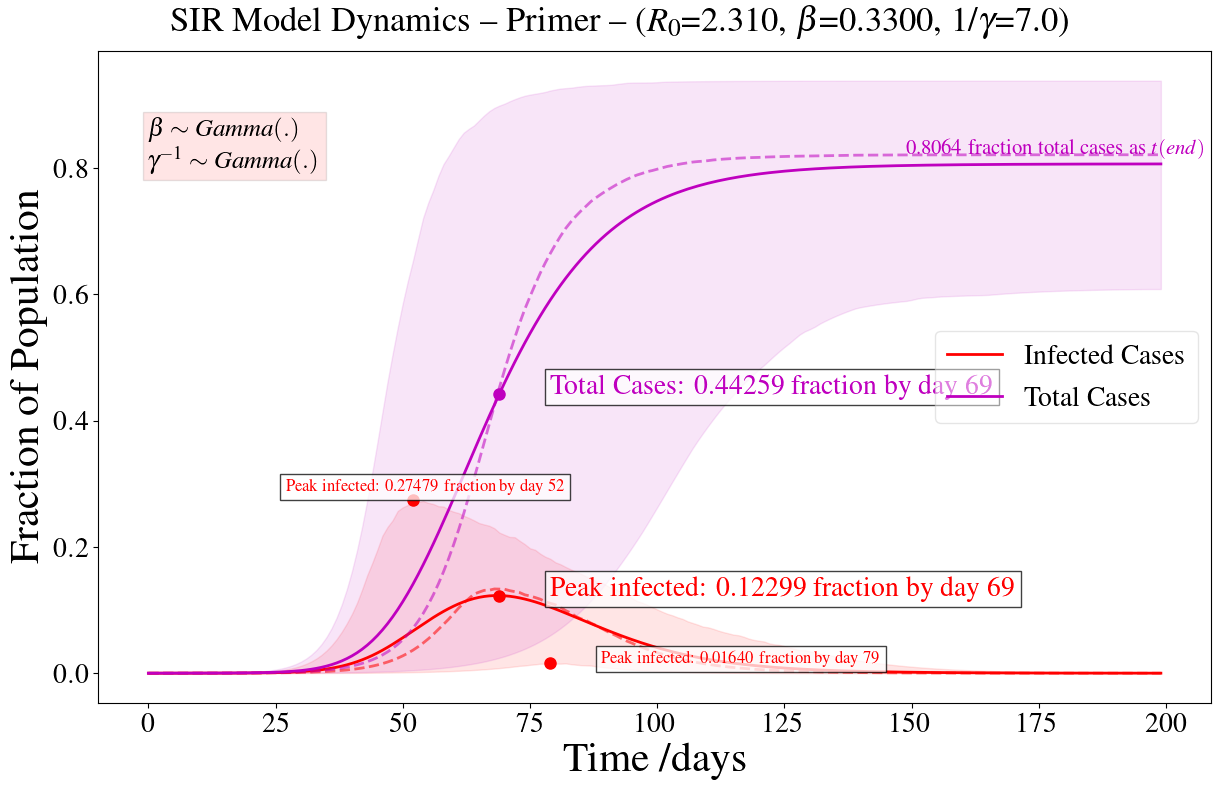 SIR Model Dynamics – Primer – (R₀=2.310, β=0.3300, 1/γ=7.0)
Fraction of Population
0.8
0.6
0.4
0.2
0.0
β ∼ Gamma(.)
γ⁻¹ ∼ Gamma(.)
0.8064 fraction total cases as t(end)
Infected Cases
Total Cases
Total Cases: 0.44259 fraction by day 69
Peak infected: 0.27479 fraction by day 52
Peak infected: 0.12299 fraction by day 69
Peak infected: 0.01640 fraction by day 79
0 25 50 75 100 125 150 175 200
Time /days